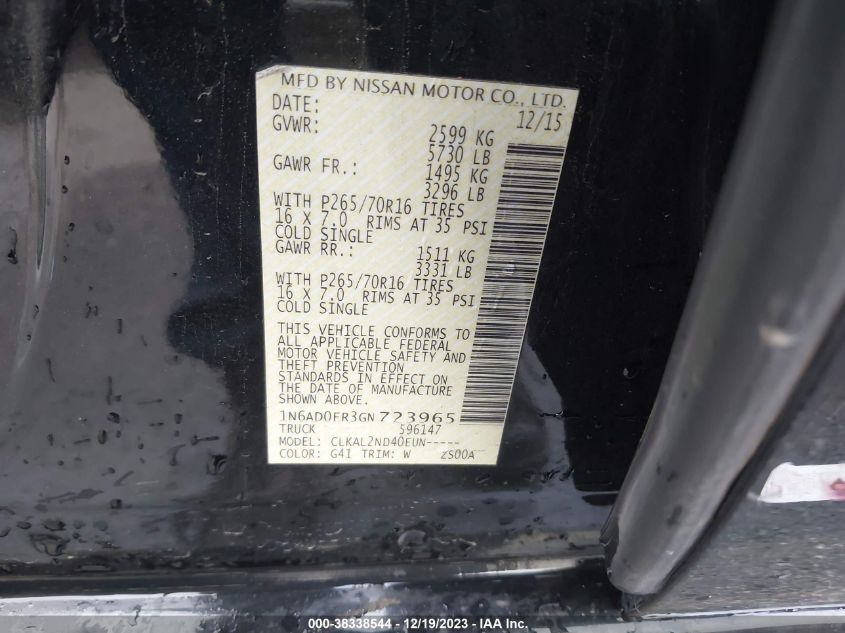 MFD BY NISSAN MOTOR CO., LTD.
DATE: 12/15
GVWR: 2599 KG
5730 LB
GAWR FR.: 1495 KG
3296 LB
WITH P265/70R16 TIRES
16 X 7.0 RIMS AT 35 PSI
COLD SINGLE
GAWR RR.: 1511 KG
3331 LB
WITH P265/70R16 TIRES
16 X 7.0 RIMS AT 35 PSI
COLD SINGLE
THIS VEHICLE CONFORMS TO
ALL APPLICABLE FEDERAL
MOTOR VEHICLE SAFETY AND
THEFT PREVENTION
STANDARDS IN EFFECT ON
THE DATE OF MANUFACTURE
SHOWN ABOVE.
1N6AD0ER3GN723965
TRUCK 596147
MODEL: CLKAL2ND40EUN-----
COLOR: G41 TRIM: W ZS00A
000-38338544 - 12/19/2023 - IAAI.com